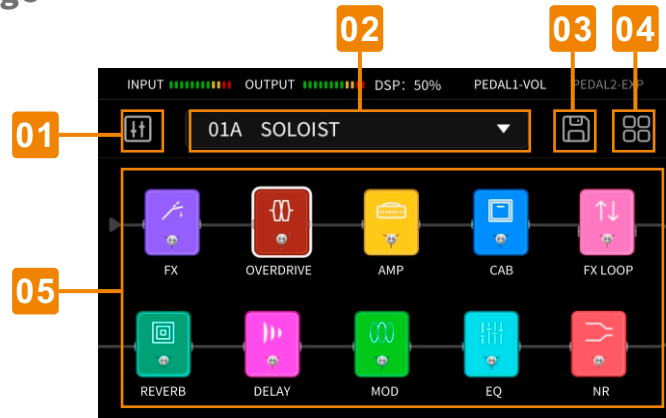 02
03
04
INPUT OUTPUT DSP: 50% PEDAL1-VOL PEDAL2-EXP
01
01A SOLOIST
05
FX OVERDRIVE AMP CAB FX LOOP
REVERB DELAY MOD EQ NR